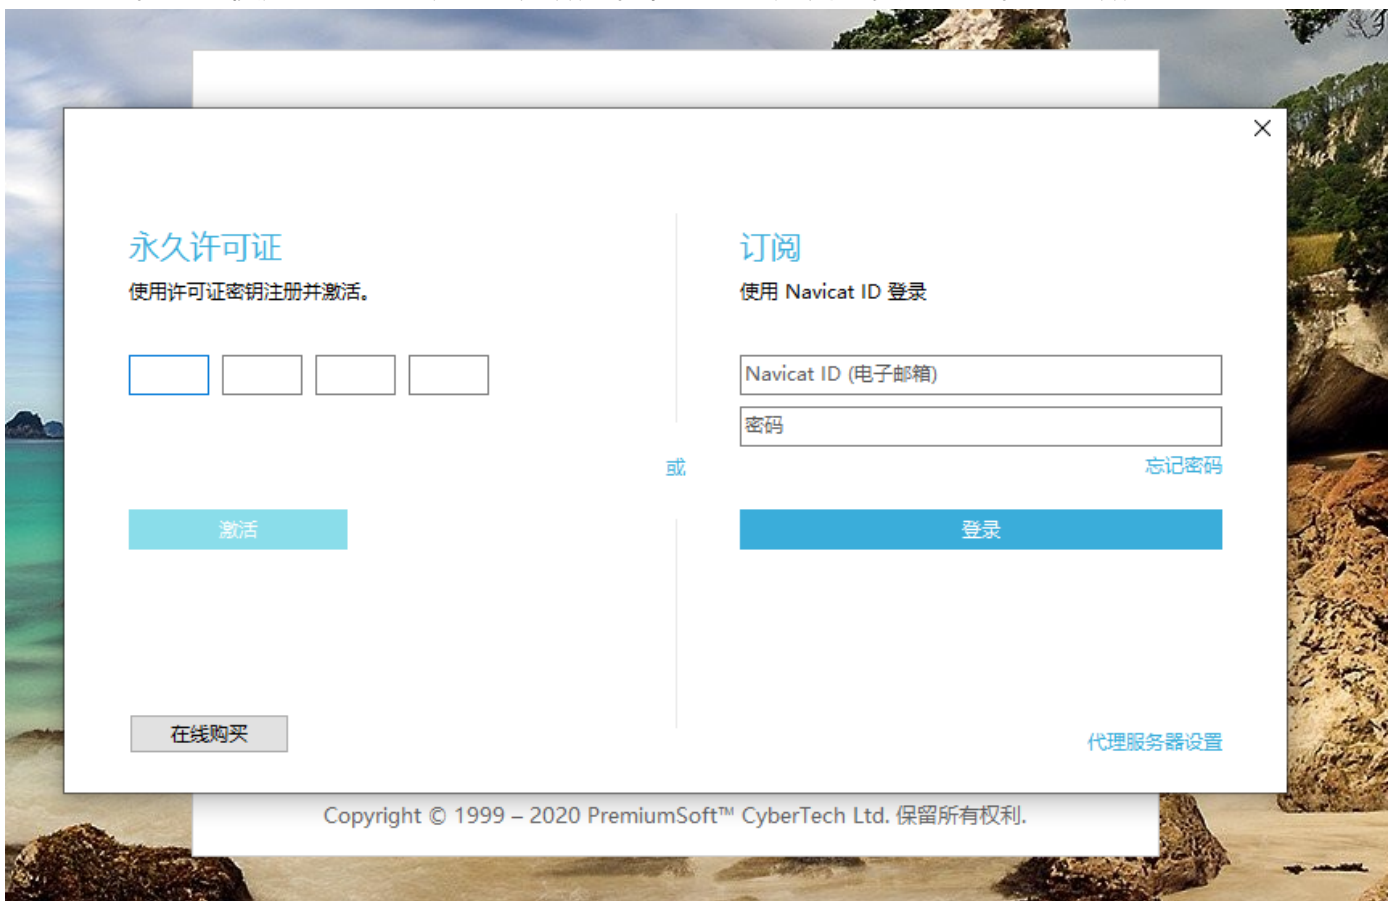 永久许可证
使用许可证密钥注册并激活。
激活
在线购买
或
订阅
使用 Navicat ID 登录
Navicat ID (电子邮箱)
密码
忘记密码
登录
代理服务器设置
Copyright © 1999 – 2020 PremiumSoft™ CyberTech Ltd. 保留所有权利.